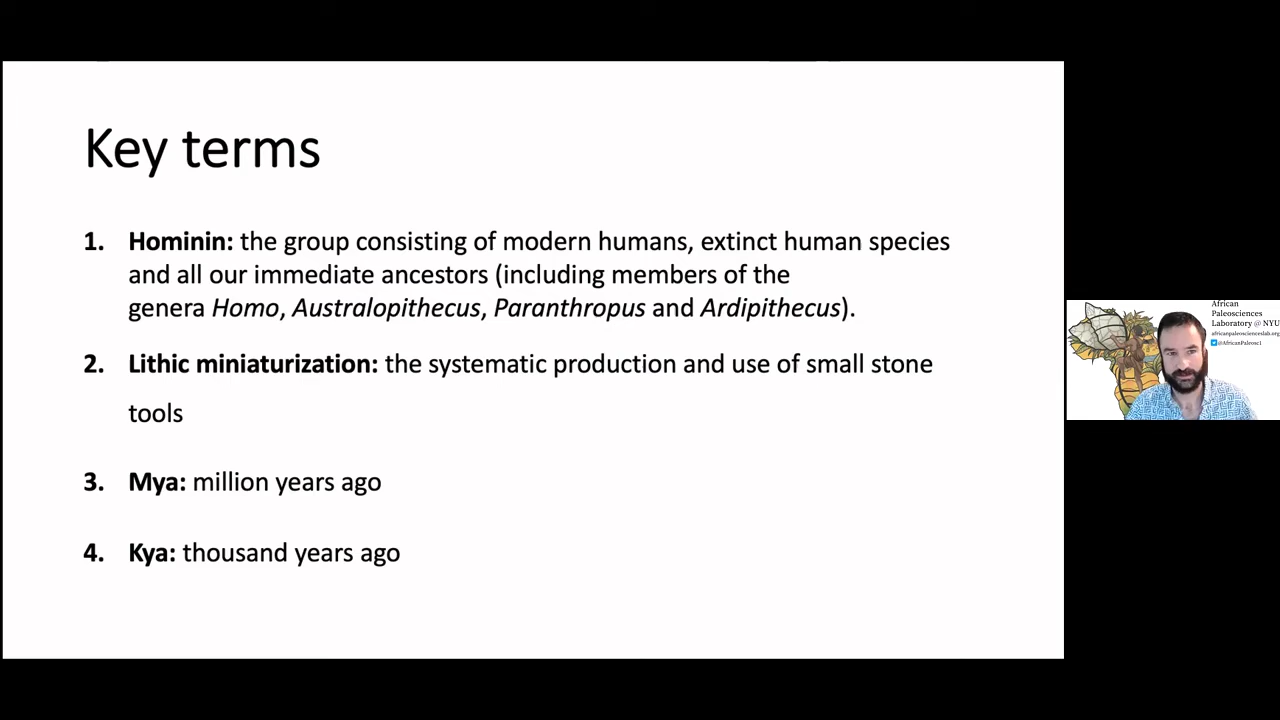 Key terms
1. Hominin: the group consisting of modern humans, extinct human species
and all our immediate ancestors (including members of the
genera Homo, Australopithecus, Paranthropus and Ardipithecus).
2. Lithic miniaturization: the systematic production and use of small stone
tools
3. Mya: million years ago
4. Kya: thousand years ago
African
Paleosciences
Laboratory @ NYU
africanpaleoscienceslab.org
@AfricanPaleosci